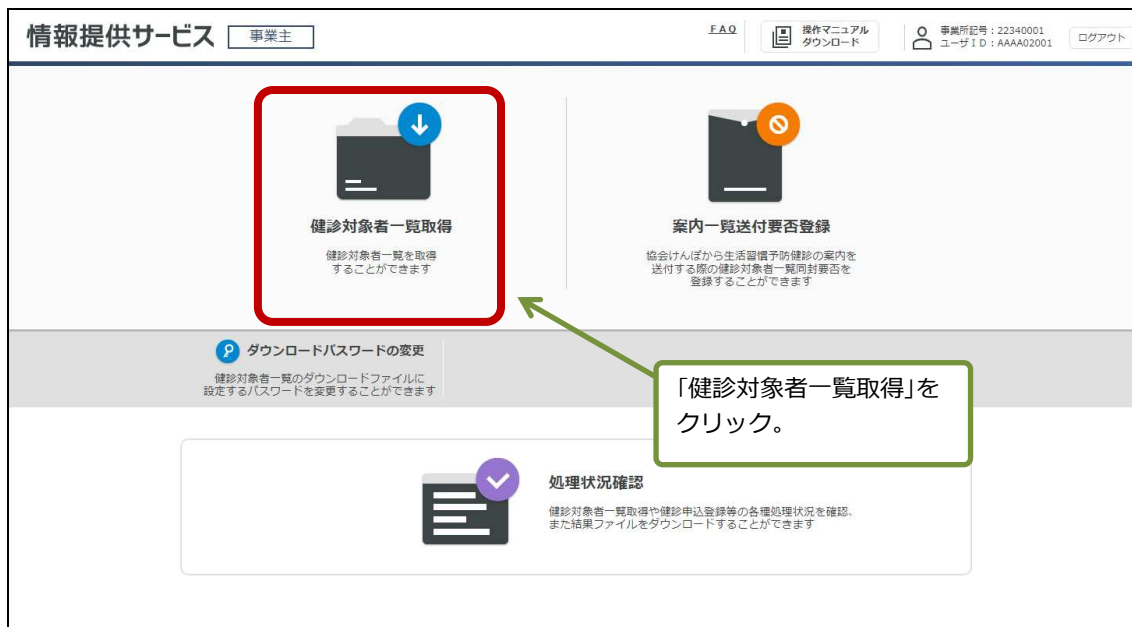 情報提供サービス 事業主
FAQ
操作マニュアル
ダウンロード
事業所記号：22340001
ユーザID：AAAA02001
ログアウト
健診対象者一覧取得
健診対象者一覧を取得
することができます
案内一覧送付要否登録
協会けんぽから生活習慣予防健診の案内を
送付する際の健診対象者一覧同封要否を
登録することができます
ダウンロードパスワードの変更
健診対象者一覧のダウンロードファイルに
設定するパスワードを変更することができます
「健診対象者一覧取得」を
クリック。
処理状況確認
健診対象者一覧取得や健診申込登録等の各種処理状況を確認、
また結果ファイルをダウンロードすることができます